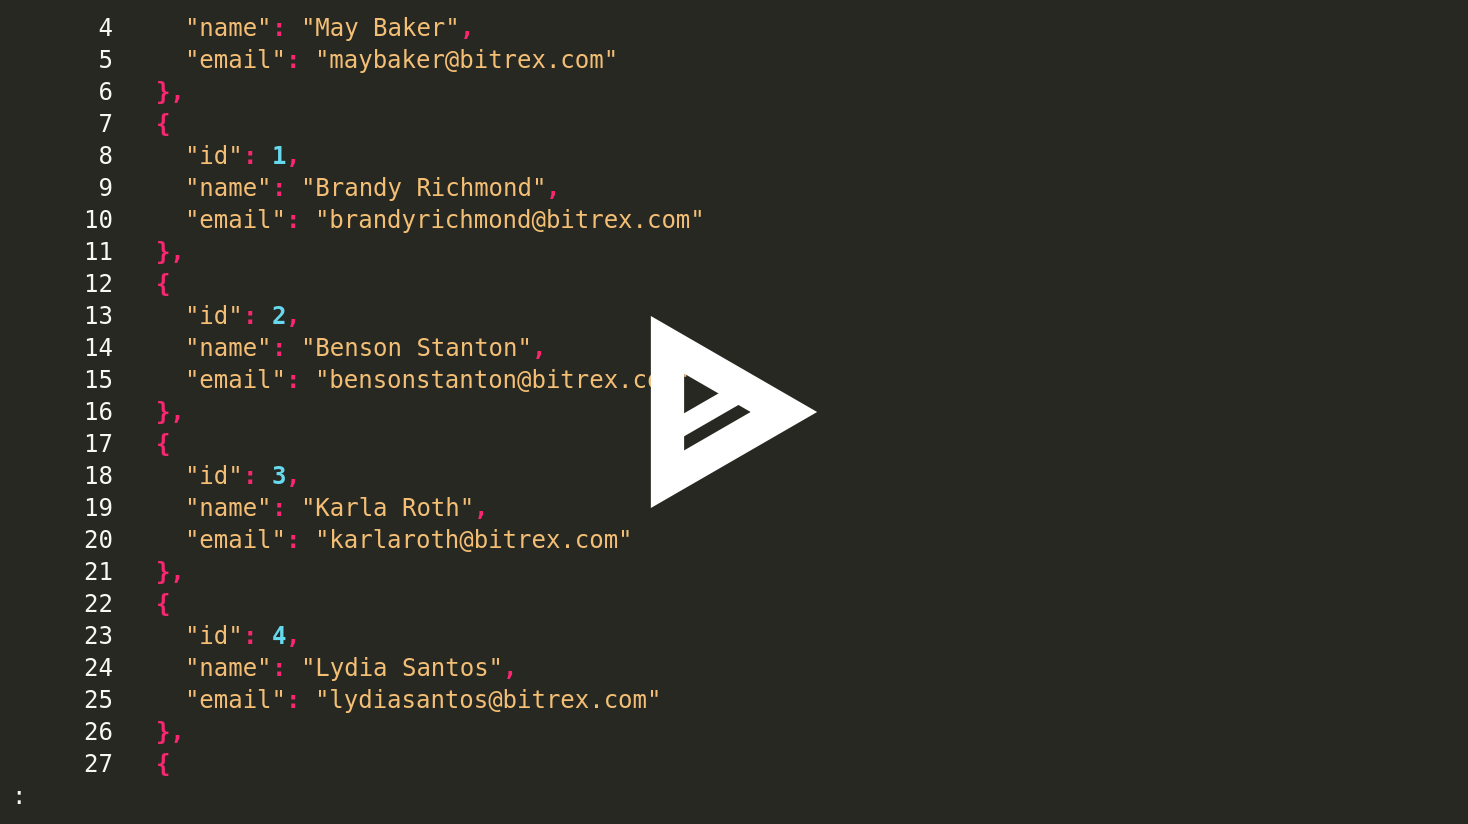 4     "name": "May Baker",
5     "email": "maybaker@bitrex.com"
6   },
7   {
8     "id": 1,
9     "name": "Brandy Richmond",
10     "email": "brandyrichmond@bitrex.com"
11   },
12   {
13     "id": 2,
14     "name": "Benson Stanton",
15     "email": "bensonstanton@bitrex.co
16   },
17   {
18     "id": 3,
19     "name": "Karla Roth",
20     "email": "karlaroth@bitrex.com"
21   },
22   {
23     "id": 4,
24     "name": "Lydia Santos",
25     "email": "lydiasantos@bitrex.com"
26   },
27   {
: